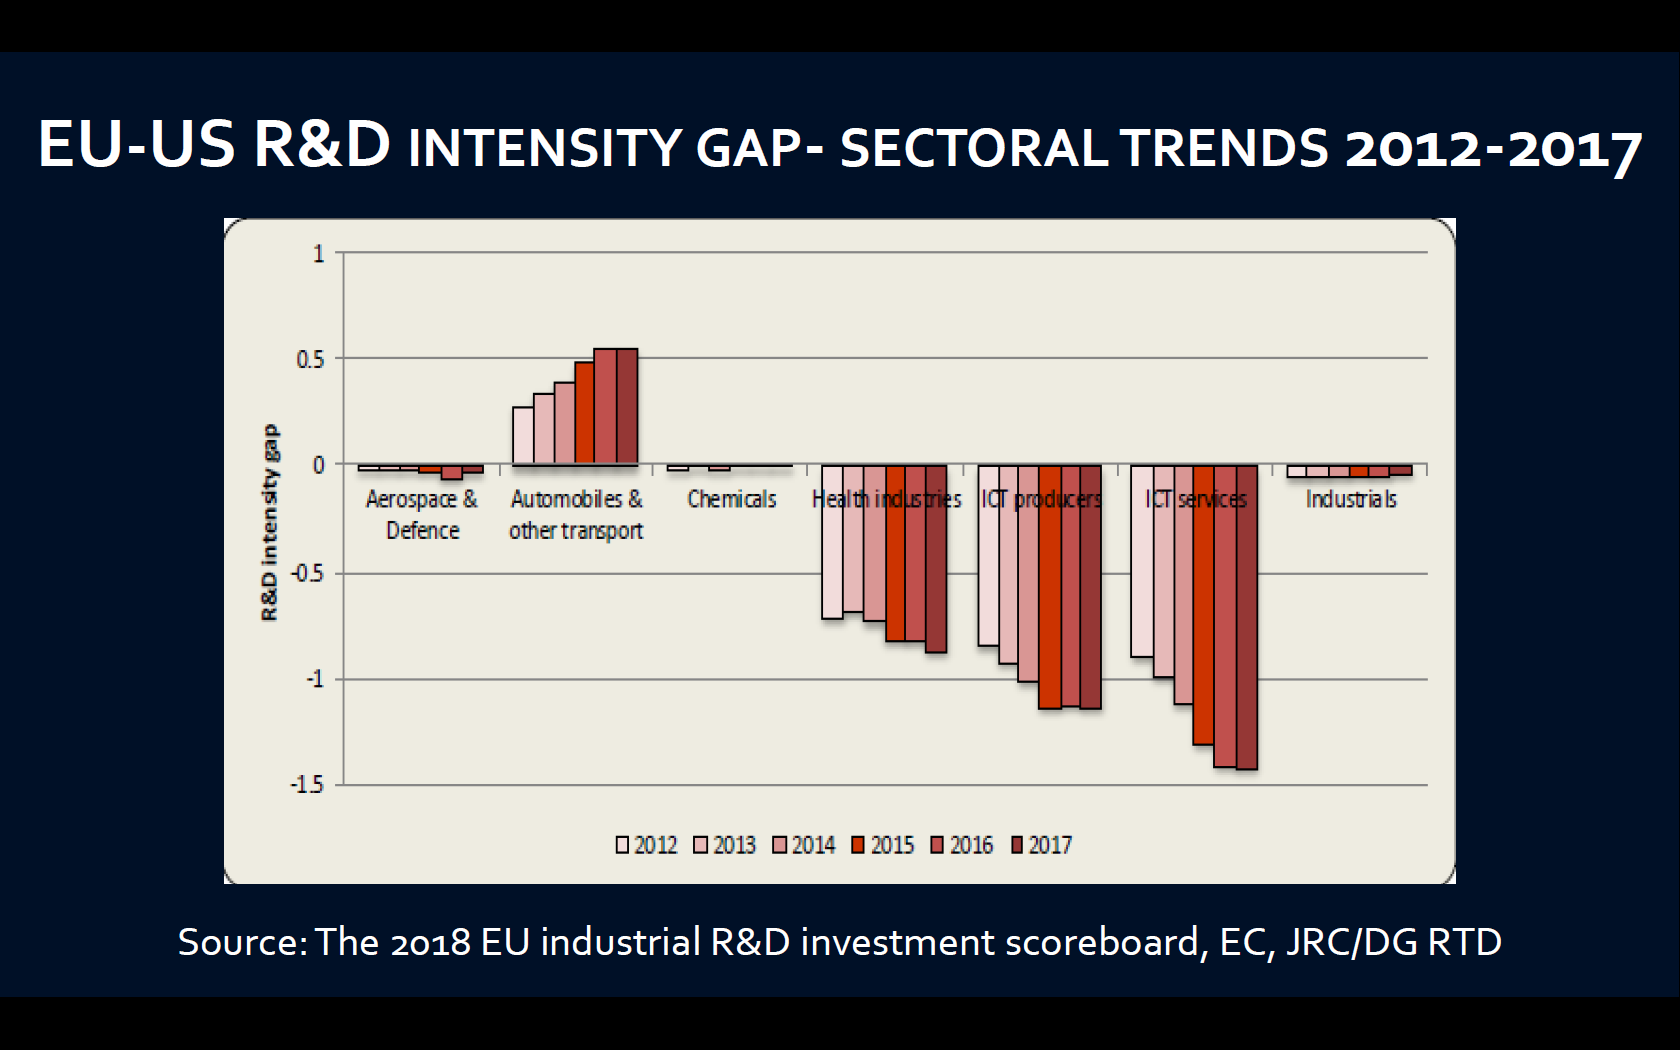 EU-US R&D INTENSITY GAP- SECTORAL TRENDS 2012-2017
1
0.5
0
-0.5
-1
-1.5
R&D intensity gap
Aerospace &
Defence
Automobiles &
other transport
Chemicals
Health industries
ICT producers
ICT services
Industrials
2012 2013 2014 2015 2016 2017
Source: The 2018 EU industrial R&D investment scoreboard, EC, JRC/DG RTD